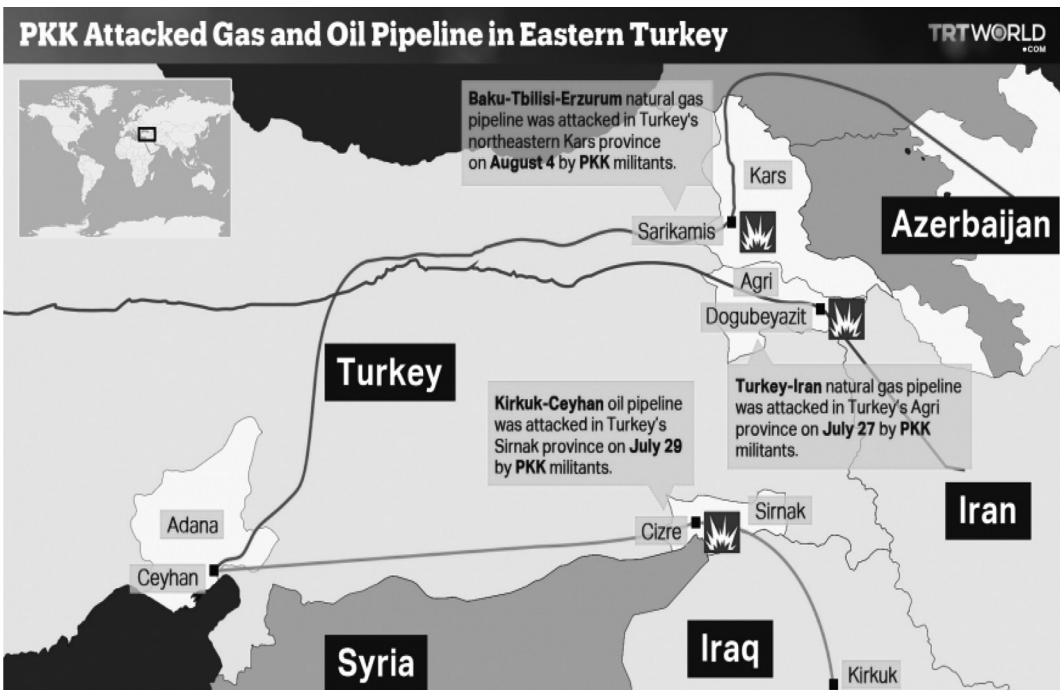 PKK Attacked Gas and Oil Pipeline in Eastern Turkey
TRTWORLD
.COM
Baku-Tbilisi-Erzurum natural gas
pipeline was attacked in Turkey's
northeastern Kars province
on August 4 by PKK militants.
Kars
Sarikamis
Azerbaijan
Agri
Dogubeyazit
Turkey
Turkey-Iran natural gas pipeline
was attacked in Turkey's Agri
province on July 27 by PKK
militants.
Kirkuk-Ceyhan oil pipeline
was attacked in Turkey's
Sirnak province on July 29
by PKK militants.
Iran
Sirnak
Cizre
Adana
Ceyhan
Syria
Iraq
Kirkuk